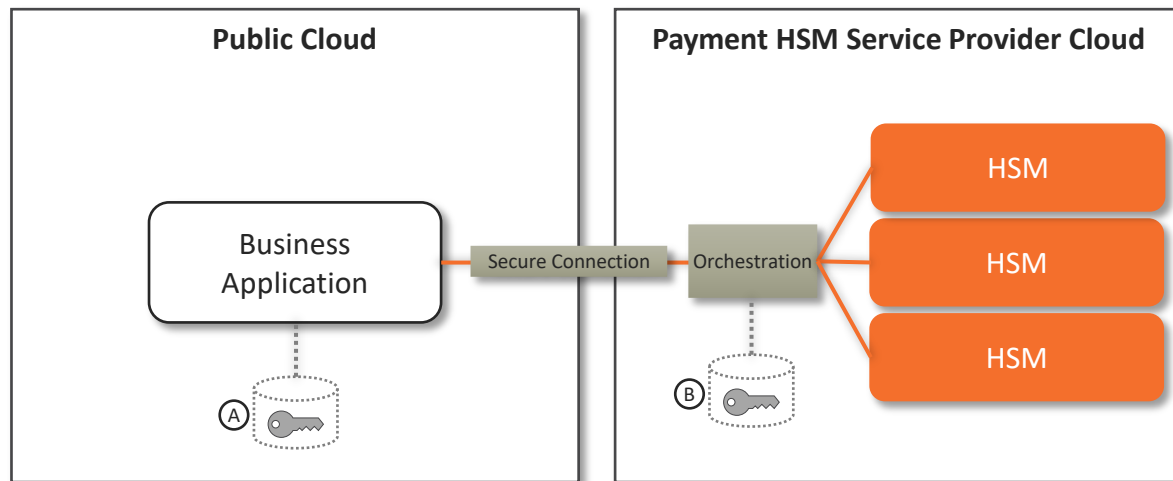 Public Cloud
Payment HSM Service Provider Cloud
HSM
Business
Application
Secure Connection
Orchestration
HSM
HSM
A
B